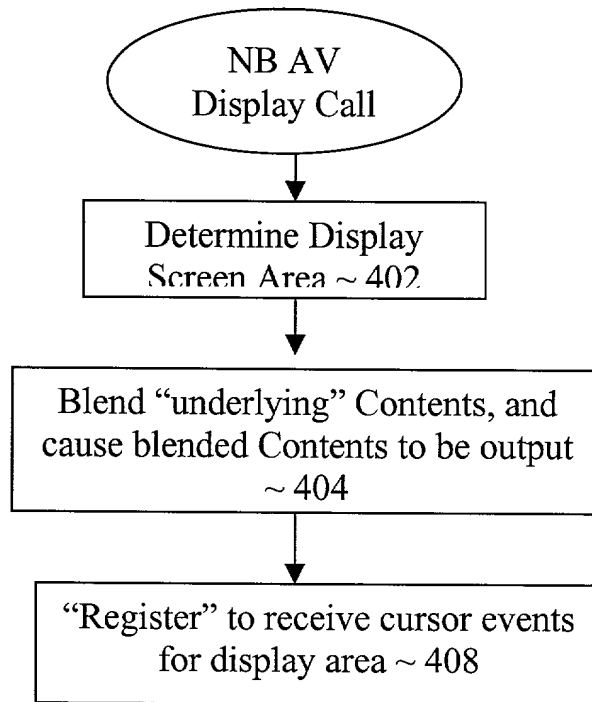 NB AV
Display Call
Determine Display
Screen Area ~ 402
Blend “underlying” Contents, and
cause blended Contents to be output
~ 404
“Register” to receive cursor events
for display area ~ 408